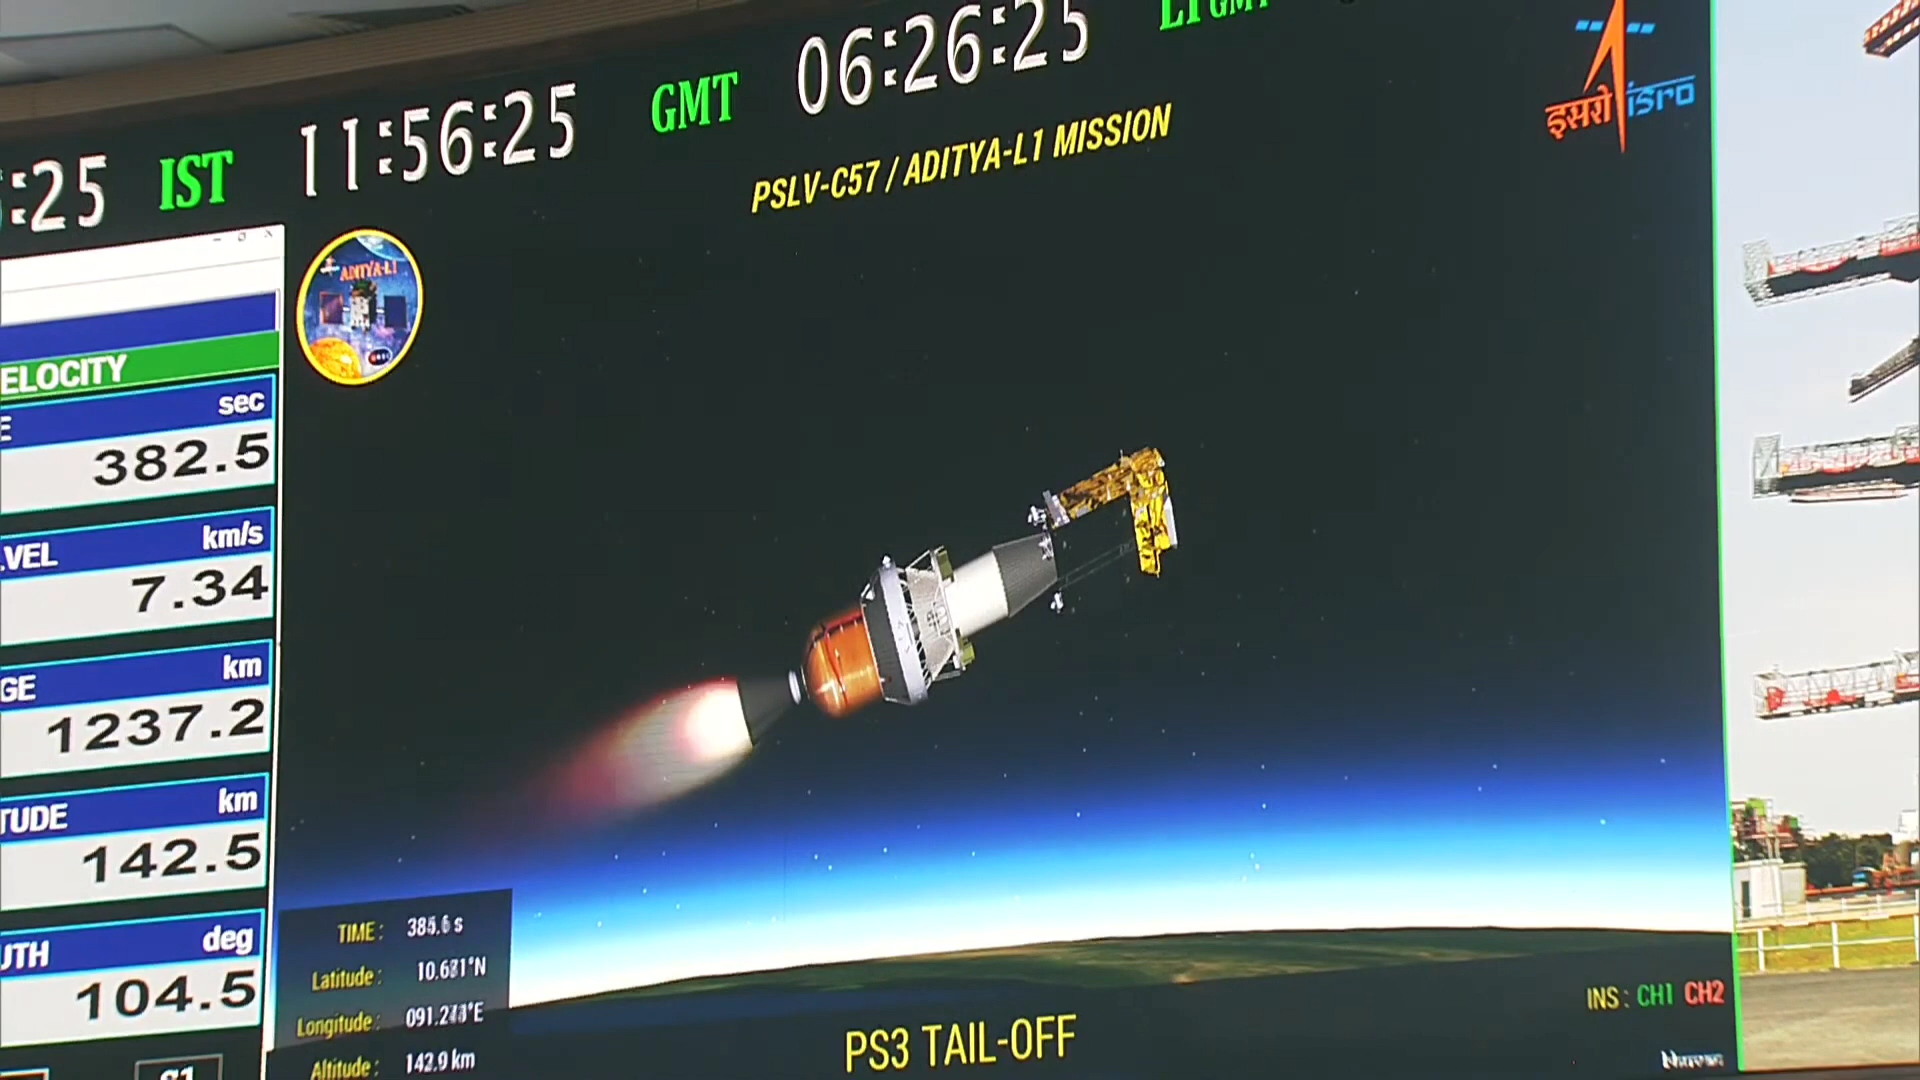 :25 IST 11:56:25 GMT 06:26:25
PSLV-C57 / ADITYA-L1 MISSION
इसरो isro
ADITYA-L1
ELOCITY
E sec
382.5
.VEL km/s
7.34
GE km
1237.2
TUDE km
142.5
UTH deg
104.5
TIME :
Latitude :
Longitude :
Altitude : 142.9 km
PS3 TAIL-OFF
INS : CH1 CH2